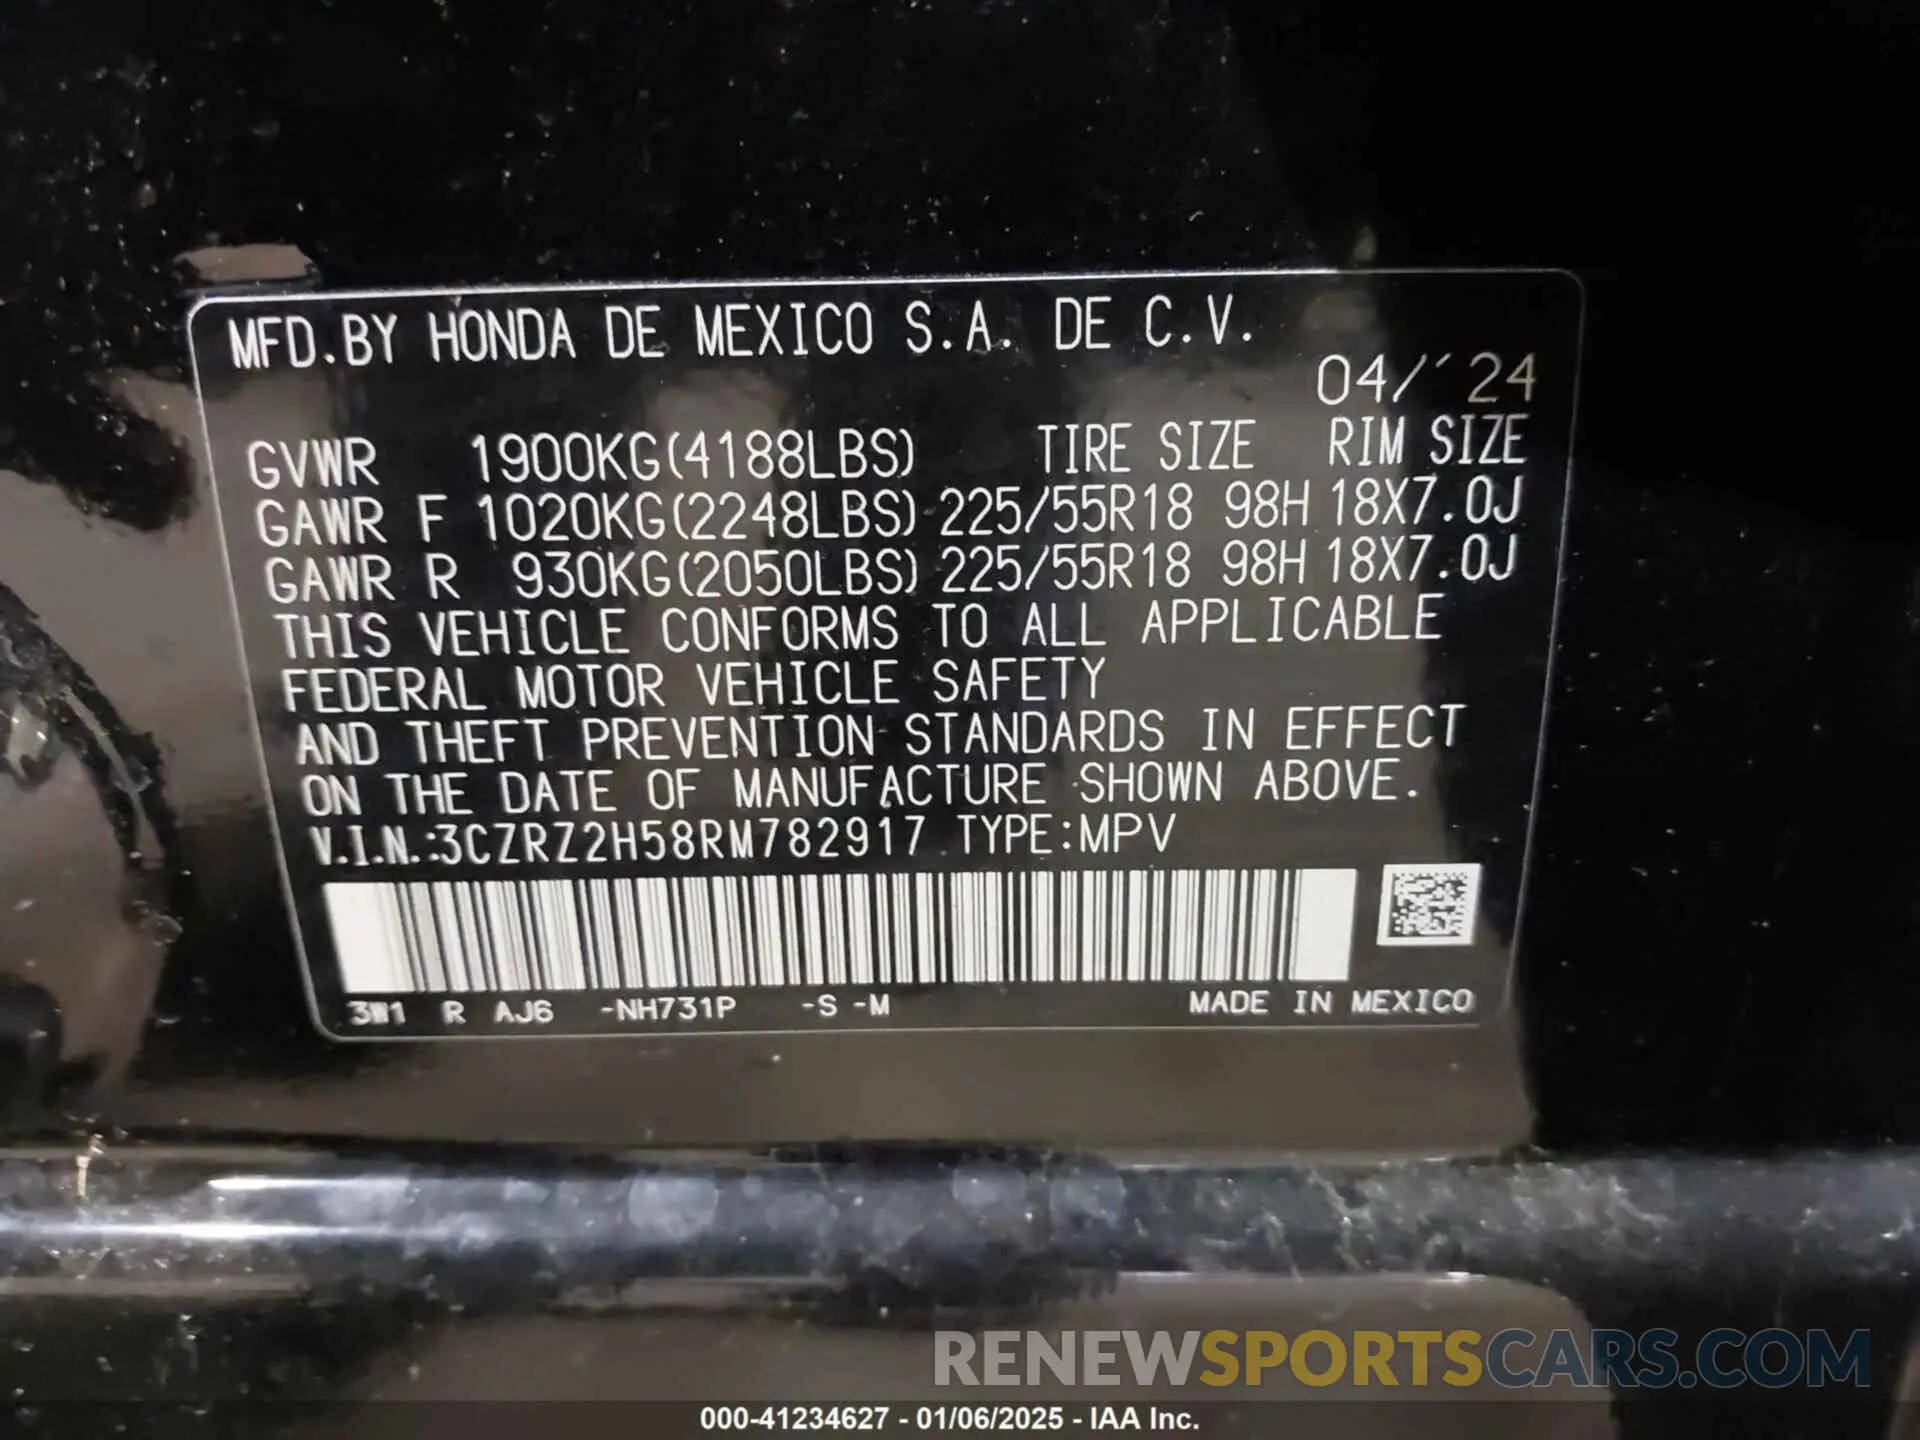 MFD.BY HONDA DE MEXICO S.A. DE C.V.
04/´24
GVWR 1900KG(4188LBS) TIRE SIZE RIM SIZE
GAWR F 1020KG(2248LBS) 225/55R18 98H 18X7.0J
GAWR R 930KG(2050LBS) 225/55R18 98H 18X7.0J
THIS VEHICLE CONFORMS TO ALL APPLICABLE
FEDERAL MOTOR VEHICLE SAFETY
AND THEFT PREVENTION STANDARDS IN EFFECT
ON THE DATE OF MANUFACTURE SHOWN ABOVE.
V.I.N.:3CZRZ2H58RM782917 TYPE:MPV
3W1 R AJ6 -NH731P -S -M MADE IN MEXICO
RENEWSPORTSCARS.COM
000-41234627 - 01/06/2025 - IAA Inc.